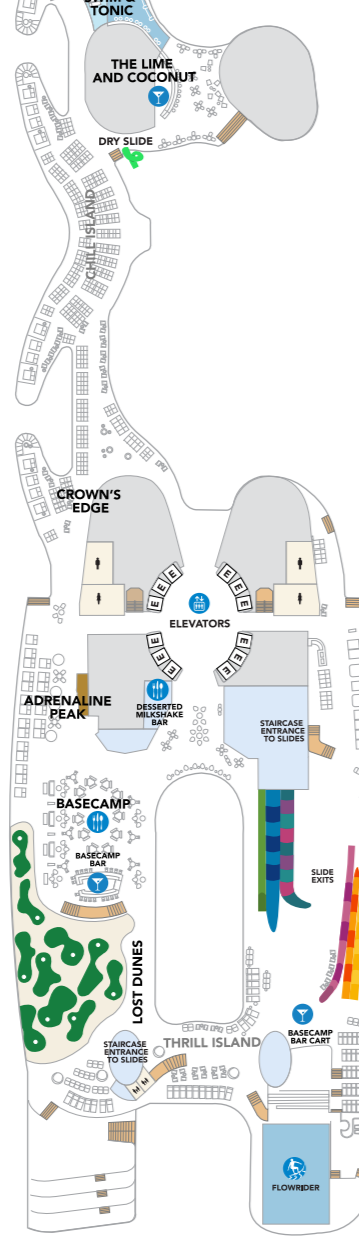 SWIM &
TONIC
THE LIME
AND COCONUT
DRY SLIDE
CHILL ISLAND
CROWN'S
EDGE
E E E
E E E
ELEVATORS
E E E
E E E
ADRENALINE
PEAK
DESSERTED
MILKSHAKE
BAR
STAIRCASE
ENTRANCE
TO SLIDES
BASECAMP
BASECAMP
BAR
SLIDE
EXITS
LOST DUNES
BASECAMP
BAR CART
THRILL ISLAND
STAIRCASE
ENTRANCE
TO SLIDES
M M
FLOWRIDER